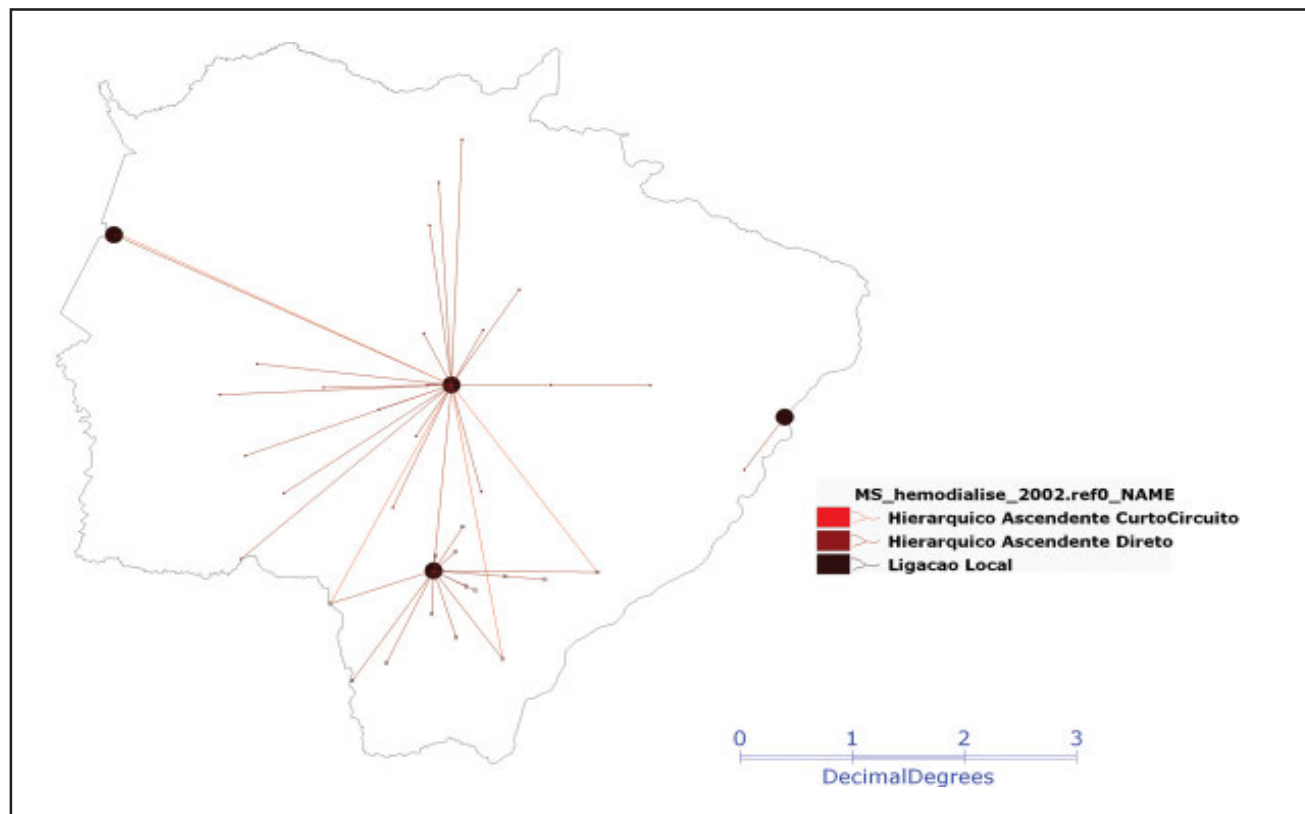 MS_hemodialise_2002.ref0_NAME
Hierarquico Ascendente CurtoCircuito
Hierarquico Ascendente Direto
Ligacao Local
0 1 2 3
DecimalDegrees